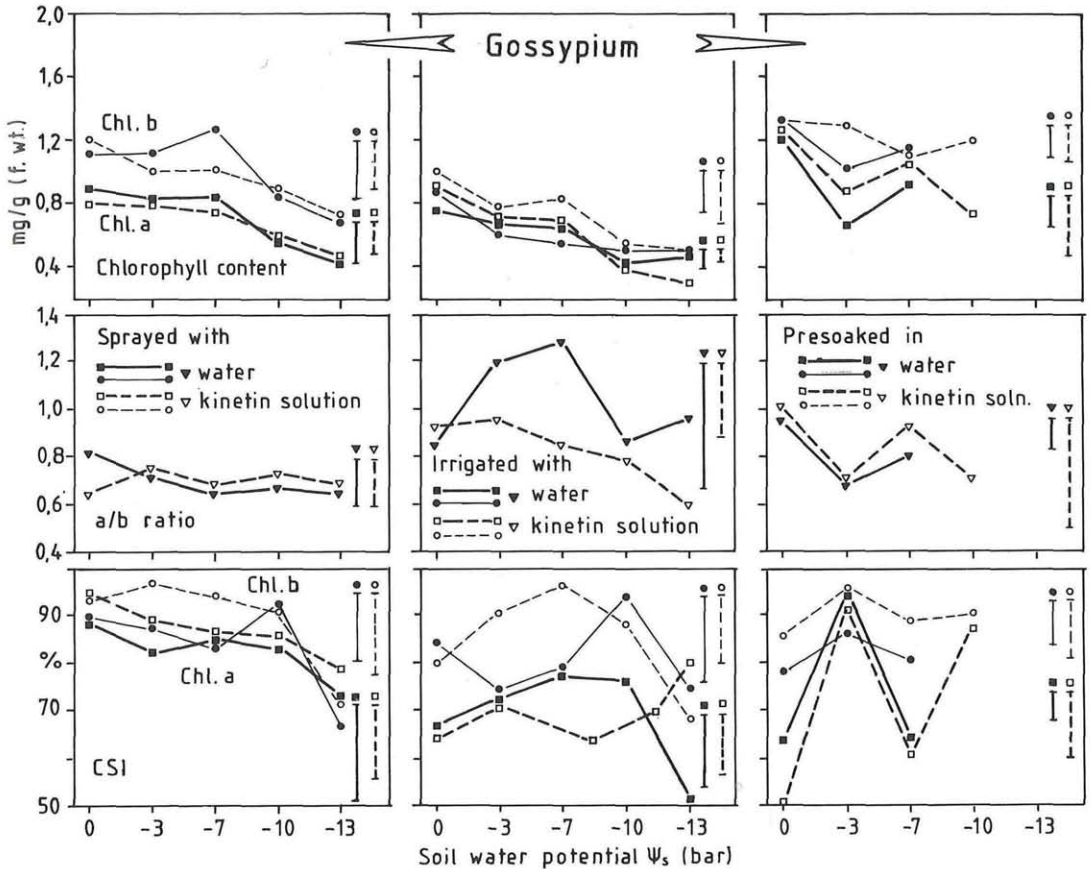 2,0
1,6
1,2
0,8
0,4
mg/g (f. wt.)
Gossypium
Chl. b
Chl. a
Chlorophyll content
1,4
1,2
1,0
0,8
0,6
0,4
Sprayed with
water
kinetin solution
a/b ratio
Irrigated with
water
kinetin solution
Presoaked in
water
kinetin soln.
90
%
70
50
Chl. b
Chl. a
CSI
0 -3 -7 -10 -13
0 -3 -7 -10 -13
0 -3 -7 -10 -13
Soil water potential Ψs (bar)